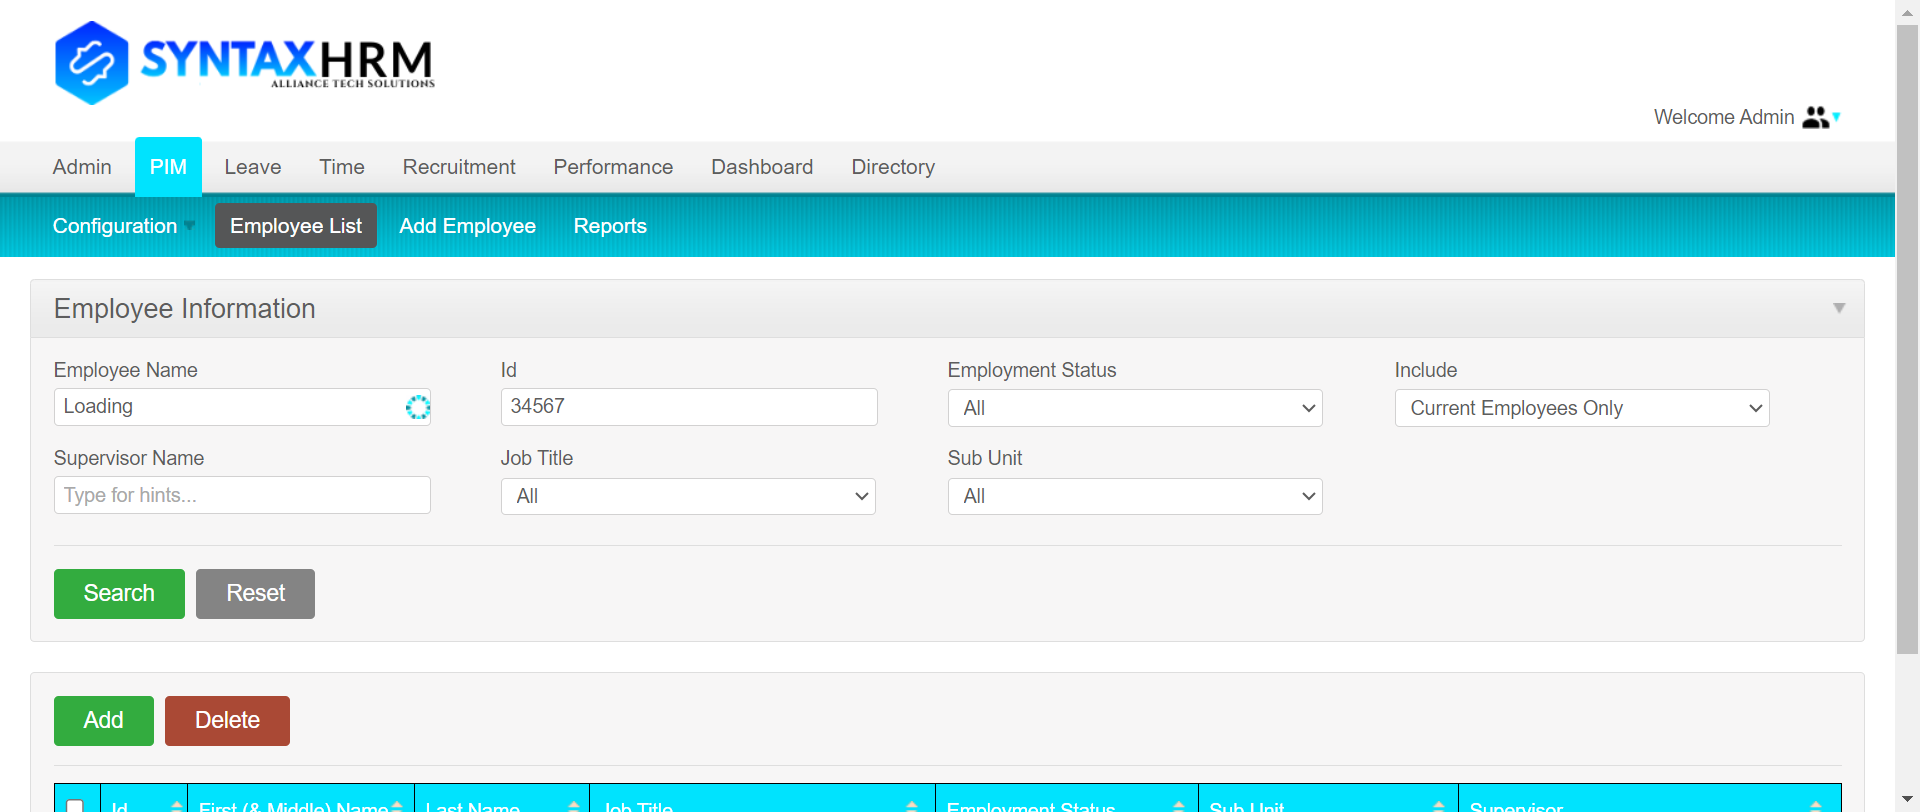 SYNTAXHRM
ALLIANCE TECH SOLUTIONS
Welcome Admin
Admin PIM Leave Time Recruitment Performance Dashboard Directory
Configuration Employee List Add Employee Reports
Employee Information
Employee Name Id Employment Status Include
Loading 34567 All Current Employees Only
Supervisor Name Job Title Sub Unit
Type for hints... All All
Search Reset
Add Delete
Id First (& Middle) Name Last Name Job Title Employment Status Sub Unit Supervisor